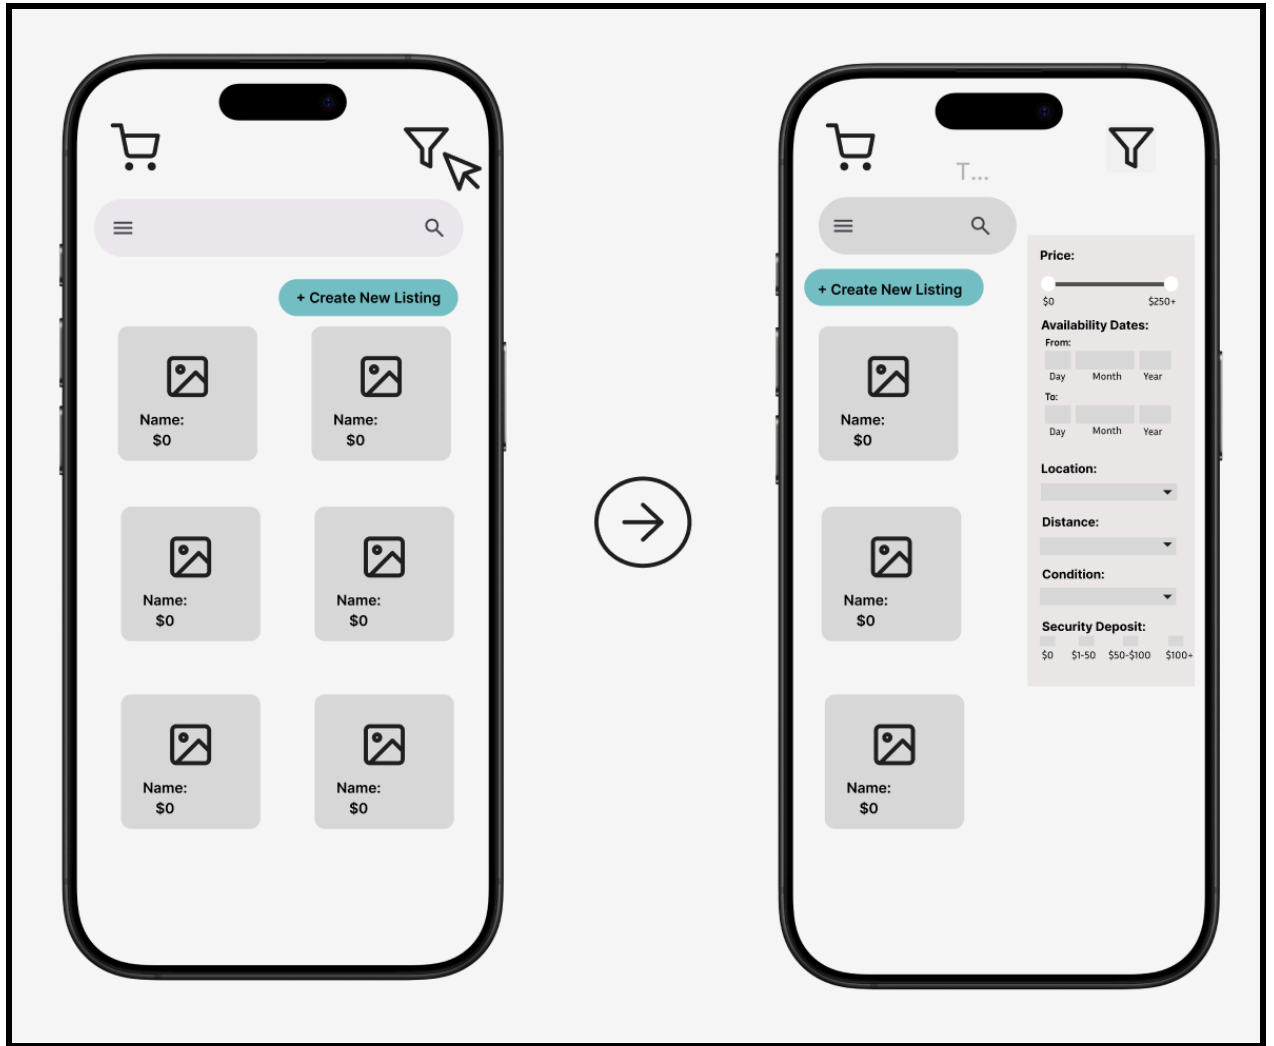 + Create New Listing
Name:
$0
Name:
$0
Name:
$0
Name:
$0
Name:
$0
Name:
$0
T...
+ Create New Listing
Name:
$0
Name:
$0
Name:
$0
Price:
$0 $250+
Availability Dates:
From:
Day Month Year
To:
Day Month Year
Location:
Distance:
Condition:
Security Deposit:
$0 $1-50 $50-$100 $100+